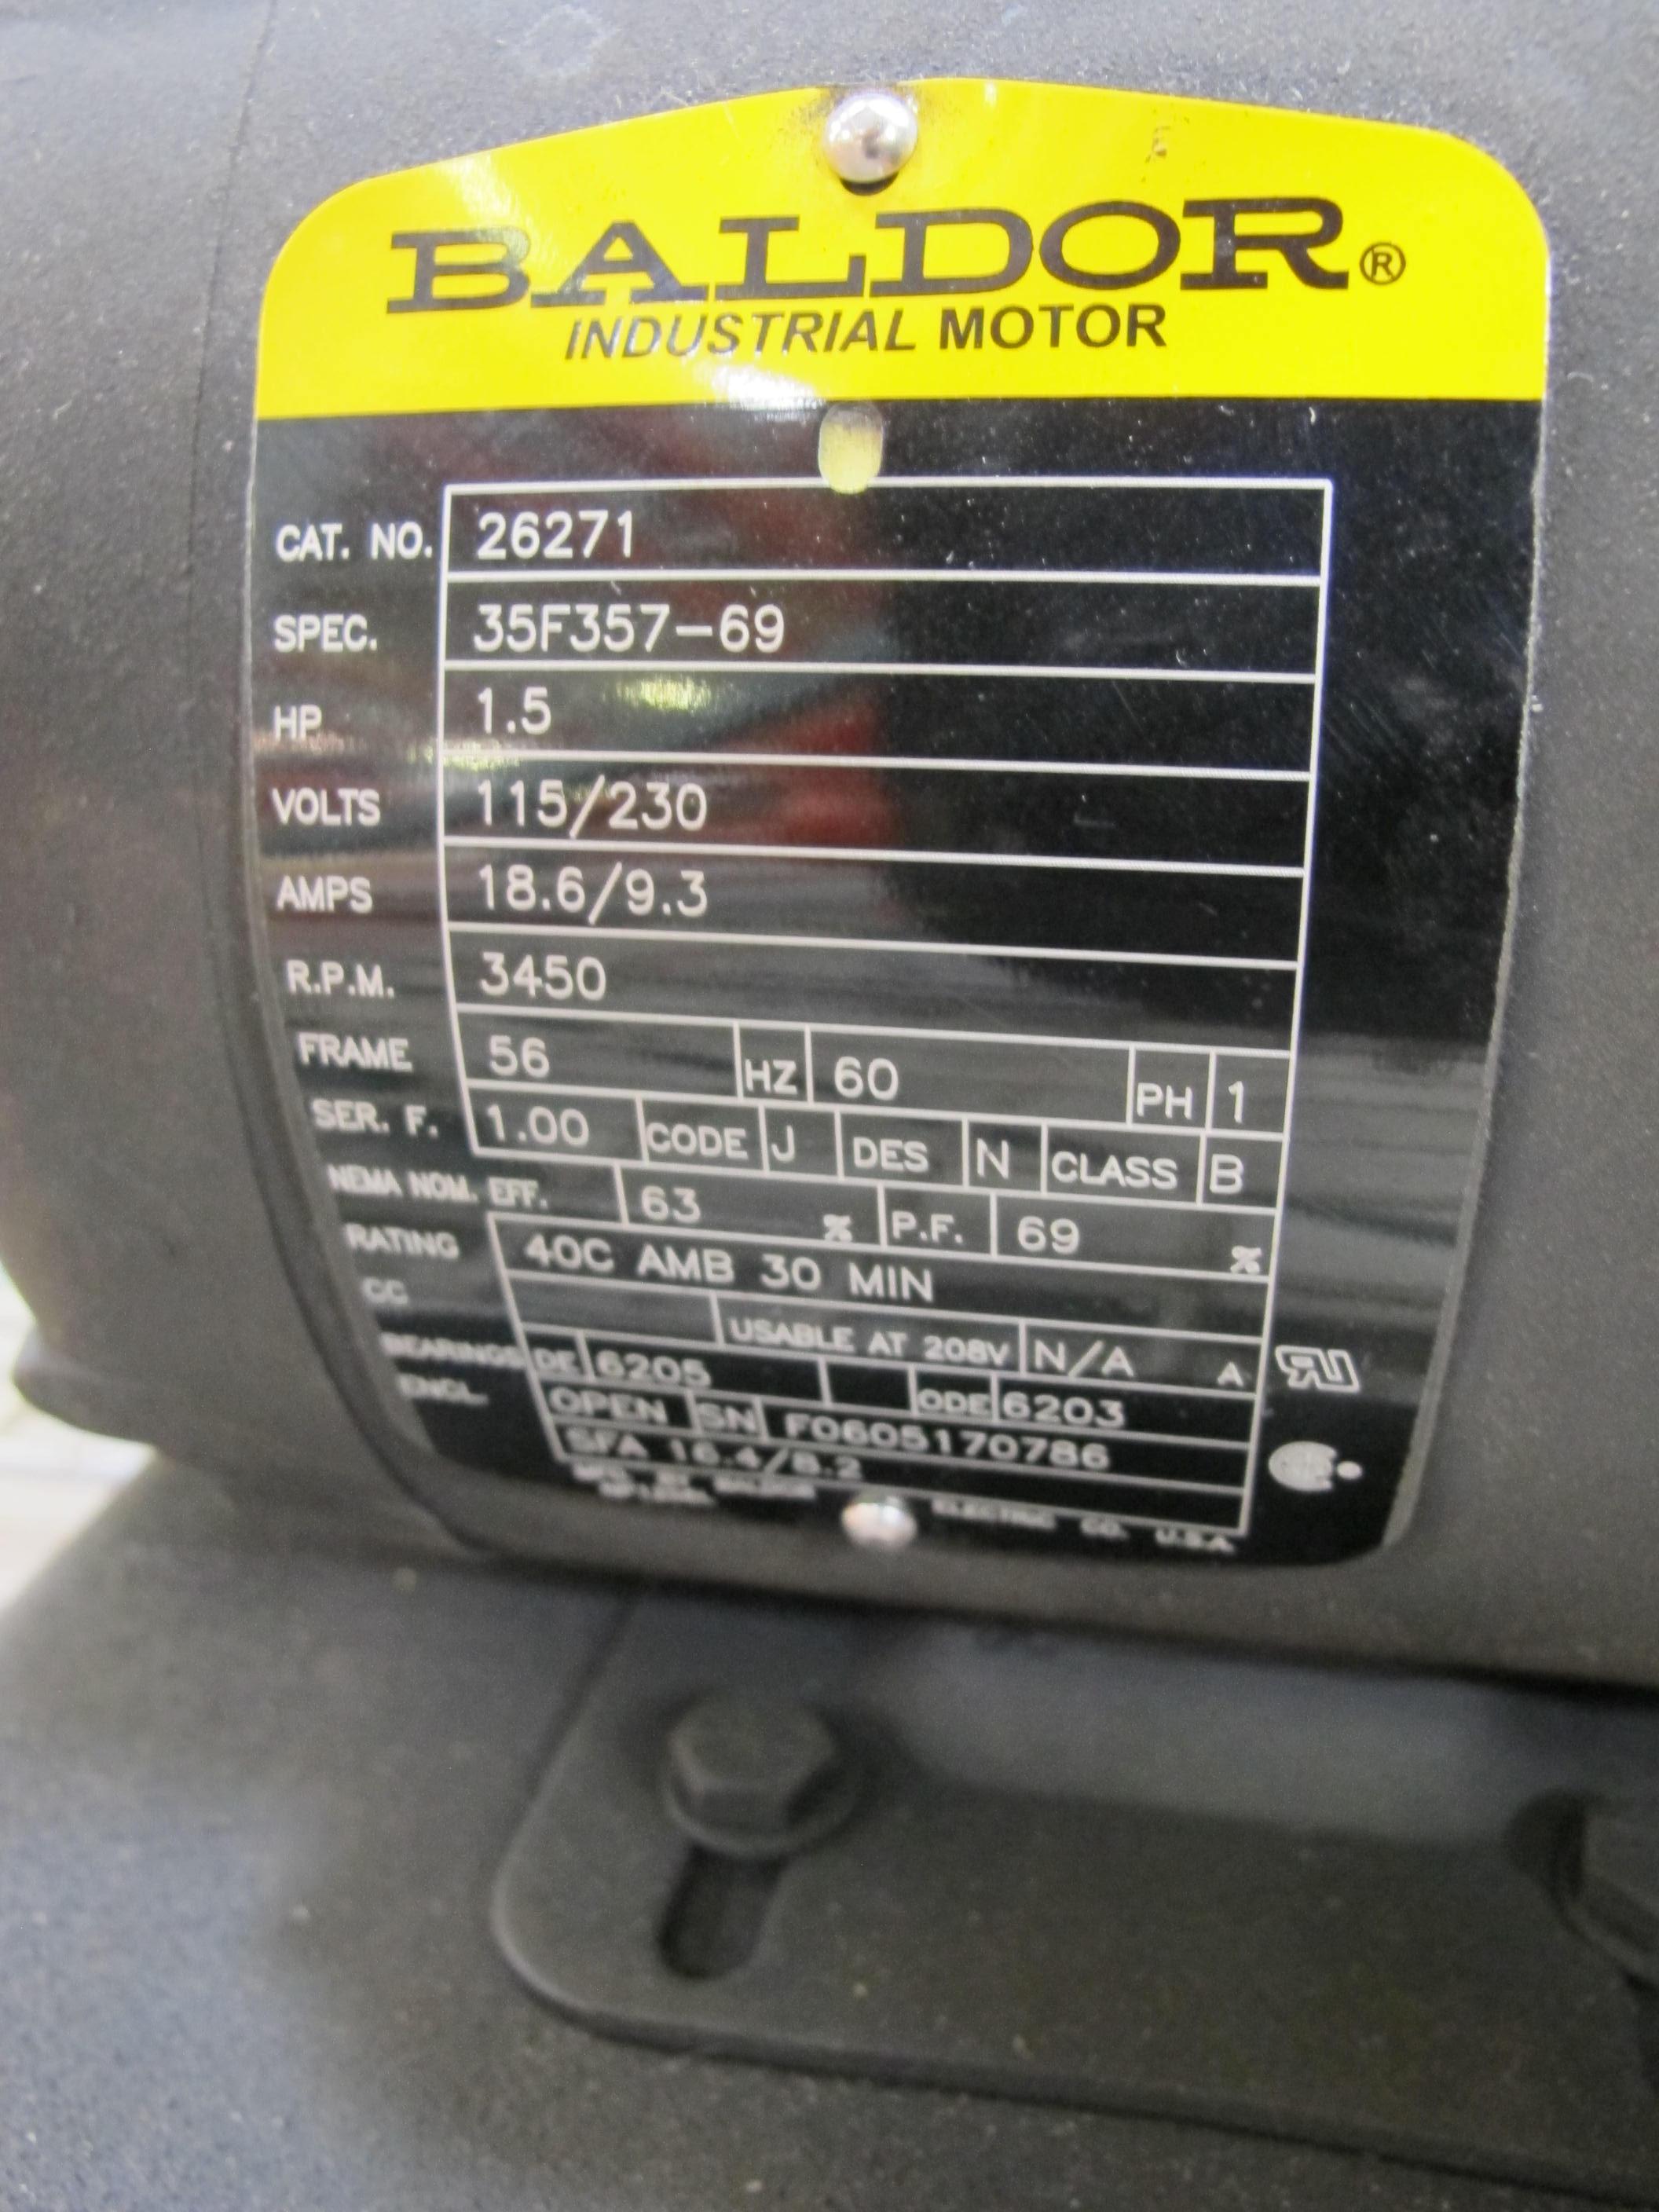 BALDOR®
INDUSTRIAL MOTOR
CAT. NO. 26271
SPEC. 35F357-69
HP 1.5
VOLTS 115/230
AMPS 18.6/9.3
R.P.M. 3450
FRAME 56 HZ 60 PH 1
SER. F. 1.00 CODE J DES N CLASS B
NEMA NOM. EFF. 63 % P.F. 69 %
RATING 40C AMB 30 MIN
CC USABLE AT 208V N/A A
BEARINGS DE 6205 ODE 6203
ENCL. OPEN SN F0605170786
SFA 16.4/8.2
BALDOR ELECTRIC CO. U.S.A.